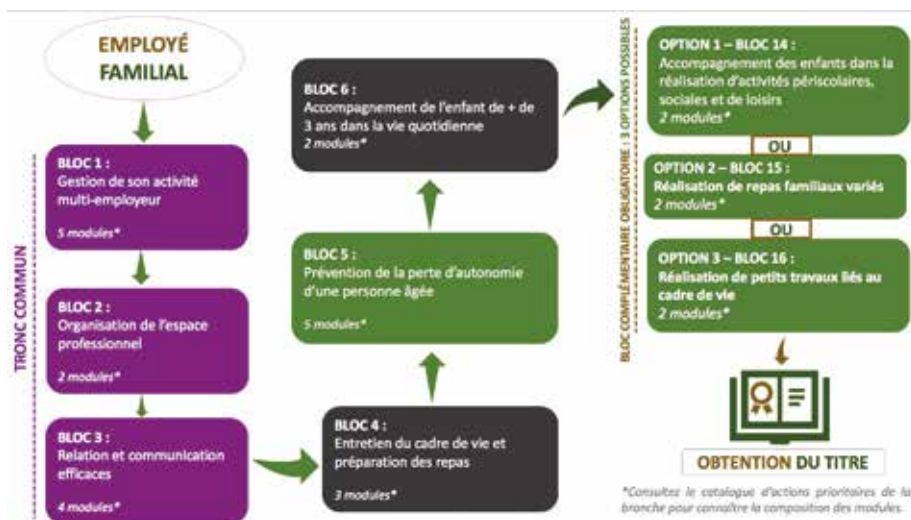 EMPLOYÉ
FAMILIAL
TRONC COMMUN
BLOC 1 :
Gestion de son activité
multi-employeur
5 modules*
BLOC 2 :
Organisation de l'espace
professionnel
2 modules*
BLOC 3 :
Relation et communication
efficaces
4 modules*
BLOC 4 :
Entretien du cadre de vie et
préparation des repas
3 modules*
BLOC 5 :
Prévention de la perte d'autonomie
d'une personne âgée
5 modules*
BLOC 6 :
Accompagnement de l'enfant de + de
3 ans dans la vie quotidienne
2 modules*
BLOC COMPLÉMENTAIRE OBLIGATOIRE : 3 OPTIONS POSSIBLES
OPTION 1 – BLOC 14 :
Accompagnement des enfants dans la
réalisation d'activités périscolaires,
sociales et de loisirs
2 modules*
OU
OPTION 2 – BLOC 15 :
Réalisation de repas familiaux variés
2 modules*
OU
OPTION 3 – BLOC 16 :
Réalisation de petits travaux liés au
cadre de vie
2 modules*
OBTENTION DU TITRE
*Consultez le catalogue d'actions prioritaires de la
branche pour connaître la composition des modules.